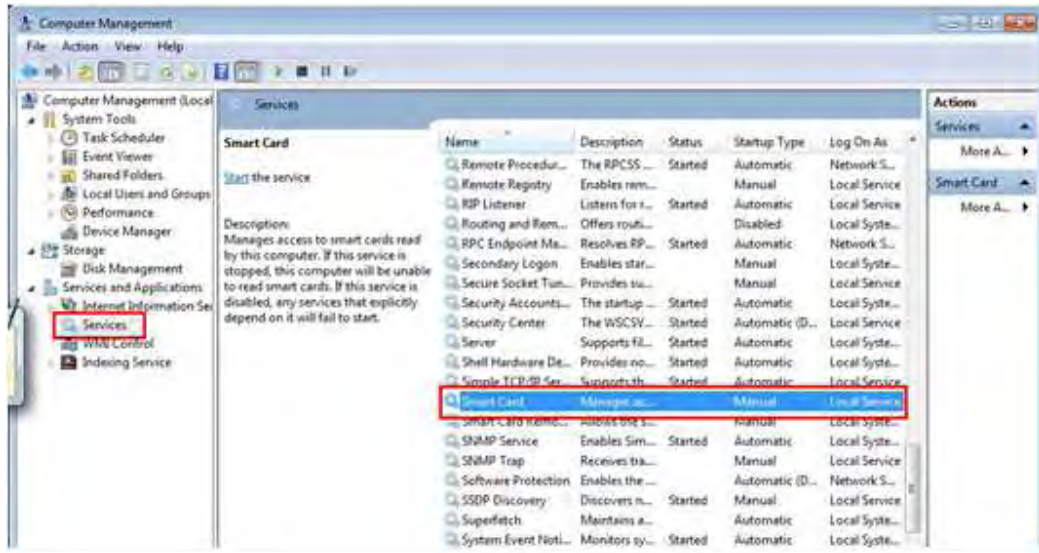 Computer Management
File Action View Help
Computer Management (Local
System Tools
Task Scheduler
Event Viewer
Shared Folders
Local Users and Groups
Performance
Device Manager
Storage
Disk Management
Services and Applications
Internet Information Ser
Services
WMI Control
Indexing Service
Services
Smart Card
Start the service
Description:
Manages access to smart cards read
by this computer. If this service is
stopped, this computer will be unable
to read smart cards. If this service is
disabled, any services that explicitly
depend on it will fail to start.
Name Description Status Startup Type Log On As
Remote Procedur... The RPCSS ... Started Automatic Network S...
Remote Registry Enables rem... Manual Local Service
RIP Listener Listens for r... Started Automatic Local Service
Routing and Rem... Offers routi... Disabled Local Syste...
RPC Endpoint Ma... Resolves RP... Started Automatic Network S...
Secondary Logon Enables star... Manual Local Syste...
Secure Socket Tun... Provides su... Manual Local Service
Security Accounts... The startup ... Started Automatic Local Syste...
Security Center The WSCSV... Started Automatic (D... Local Service
Server Supports fil... Started Automatic Local Syste...
Shell Hardware De... Provides no... Started Automatic Local Syste...
Simple TCP/IP Ser... Supports th... Started Automatic Local Service
Smart Card Manages ac... Manual Local Service
Smart Card Remo... Allows the s... Manual Local Syste...
SNMP Service Enables Sim... Started Automatic Local Syste...
SNMP Trap Receives tra... Manual Local Service
Software Protection Enables the ... Automatic (D... Network S...
SSDP Discovery Discovers n... Started Manual Local Service
Superfetch Maintains a... Automatic Local Syste...
System Event Noti... Monitors sy... Started Automatic Local Syste...
Actions
Services
More A...
Smart Card
More A...